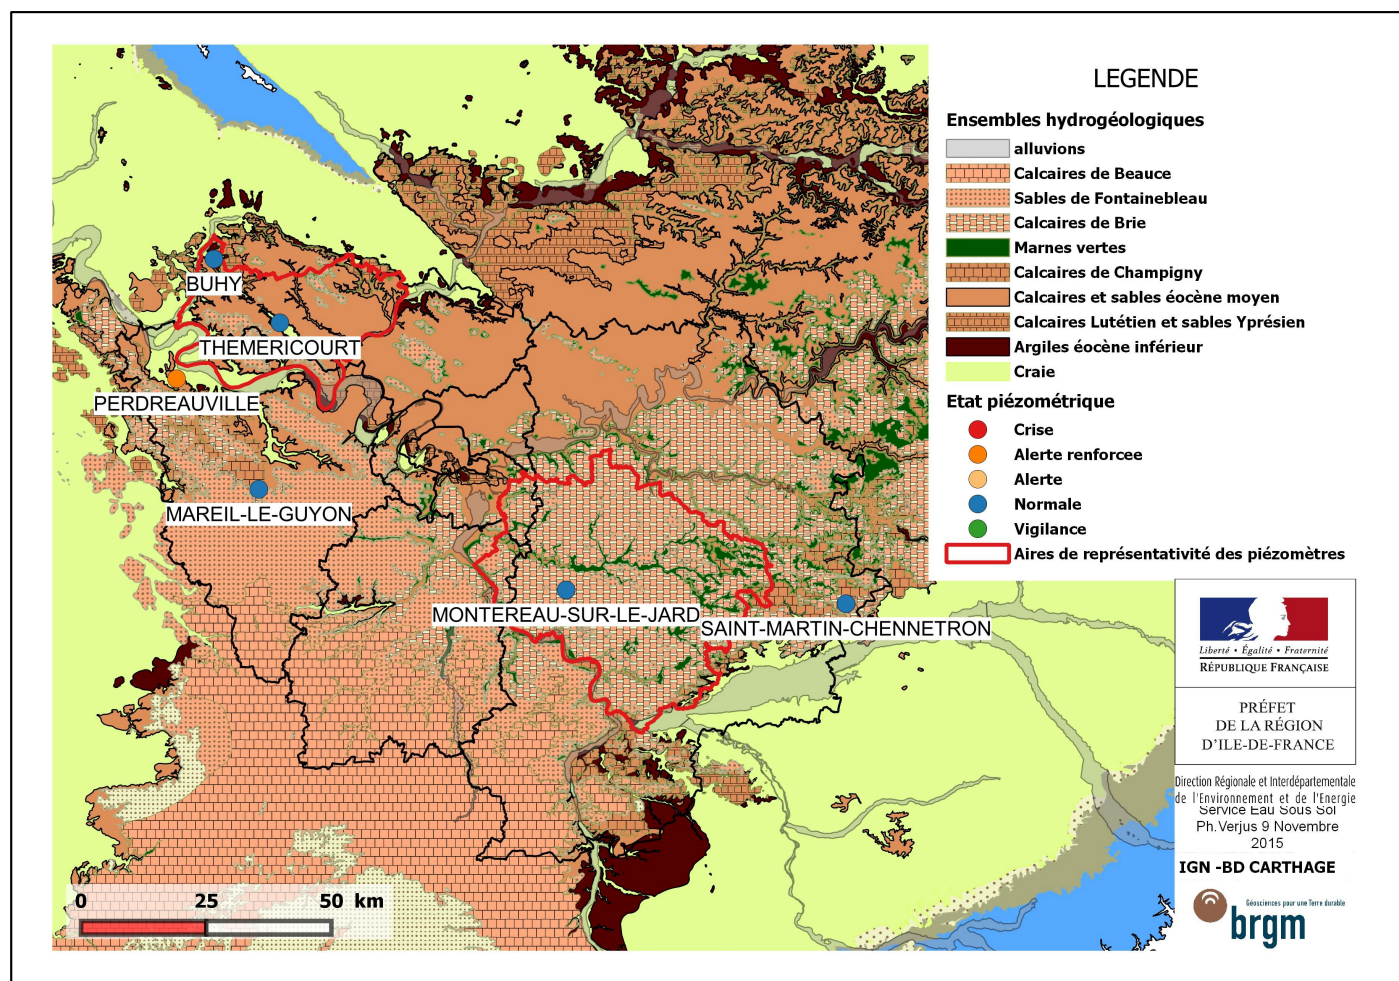 LEGENDE
Ensembles hydrogéologiques
alluvions
Calcaires de Beauce
Sables de Fontainebleau
Calcaires de Brie
Marnes vertes
Calcaires de Champigny
Calcaires et sables éocène moyen
Calcaires Lutétien et sables Yprésien
Argiles éocène inférieur
Craie
Etat piézométrique
Crise
Alerte renforcee
Alerte
Normale
Vigilance
Aires de représentativité des piézomètres
BUHY
THEMERICOURT
PERDREAUVILLE
MAREIL-LE-GUYON
MONTEREAU-SUR-LE-JARD
SAINT-MARTIN-CHENNETRON
0 25 50 km
Liberté • Égalité • Fraternité
RÉPUBLIQUE FRANÇAISE
PRÉFET
DE LA RÉGION
D'ILE-DE-FRANCE
Direction Régionale et Interdépartementale
de l'Environnement et de l'Energie
Service Eau Sous Sol
Ph.Verjus 9 Novembre
2015
IGN -BD CARTHAGE
Géosciences pour une Terre durable
brgm